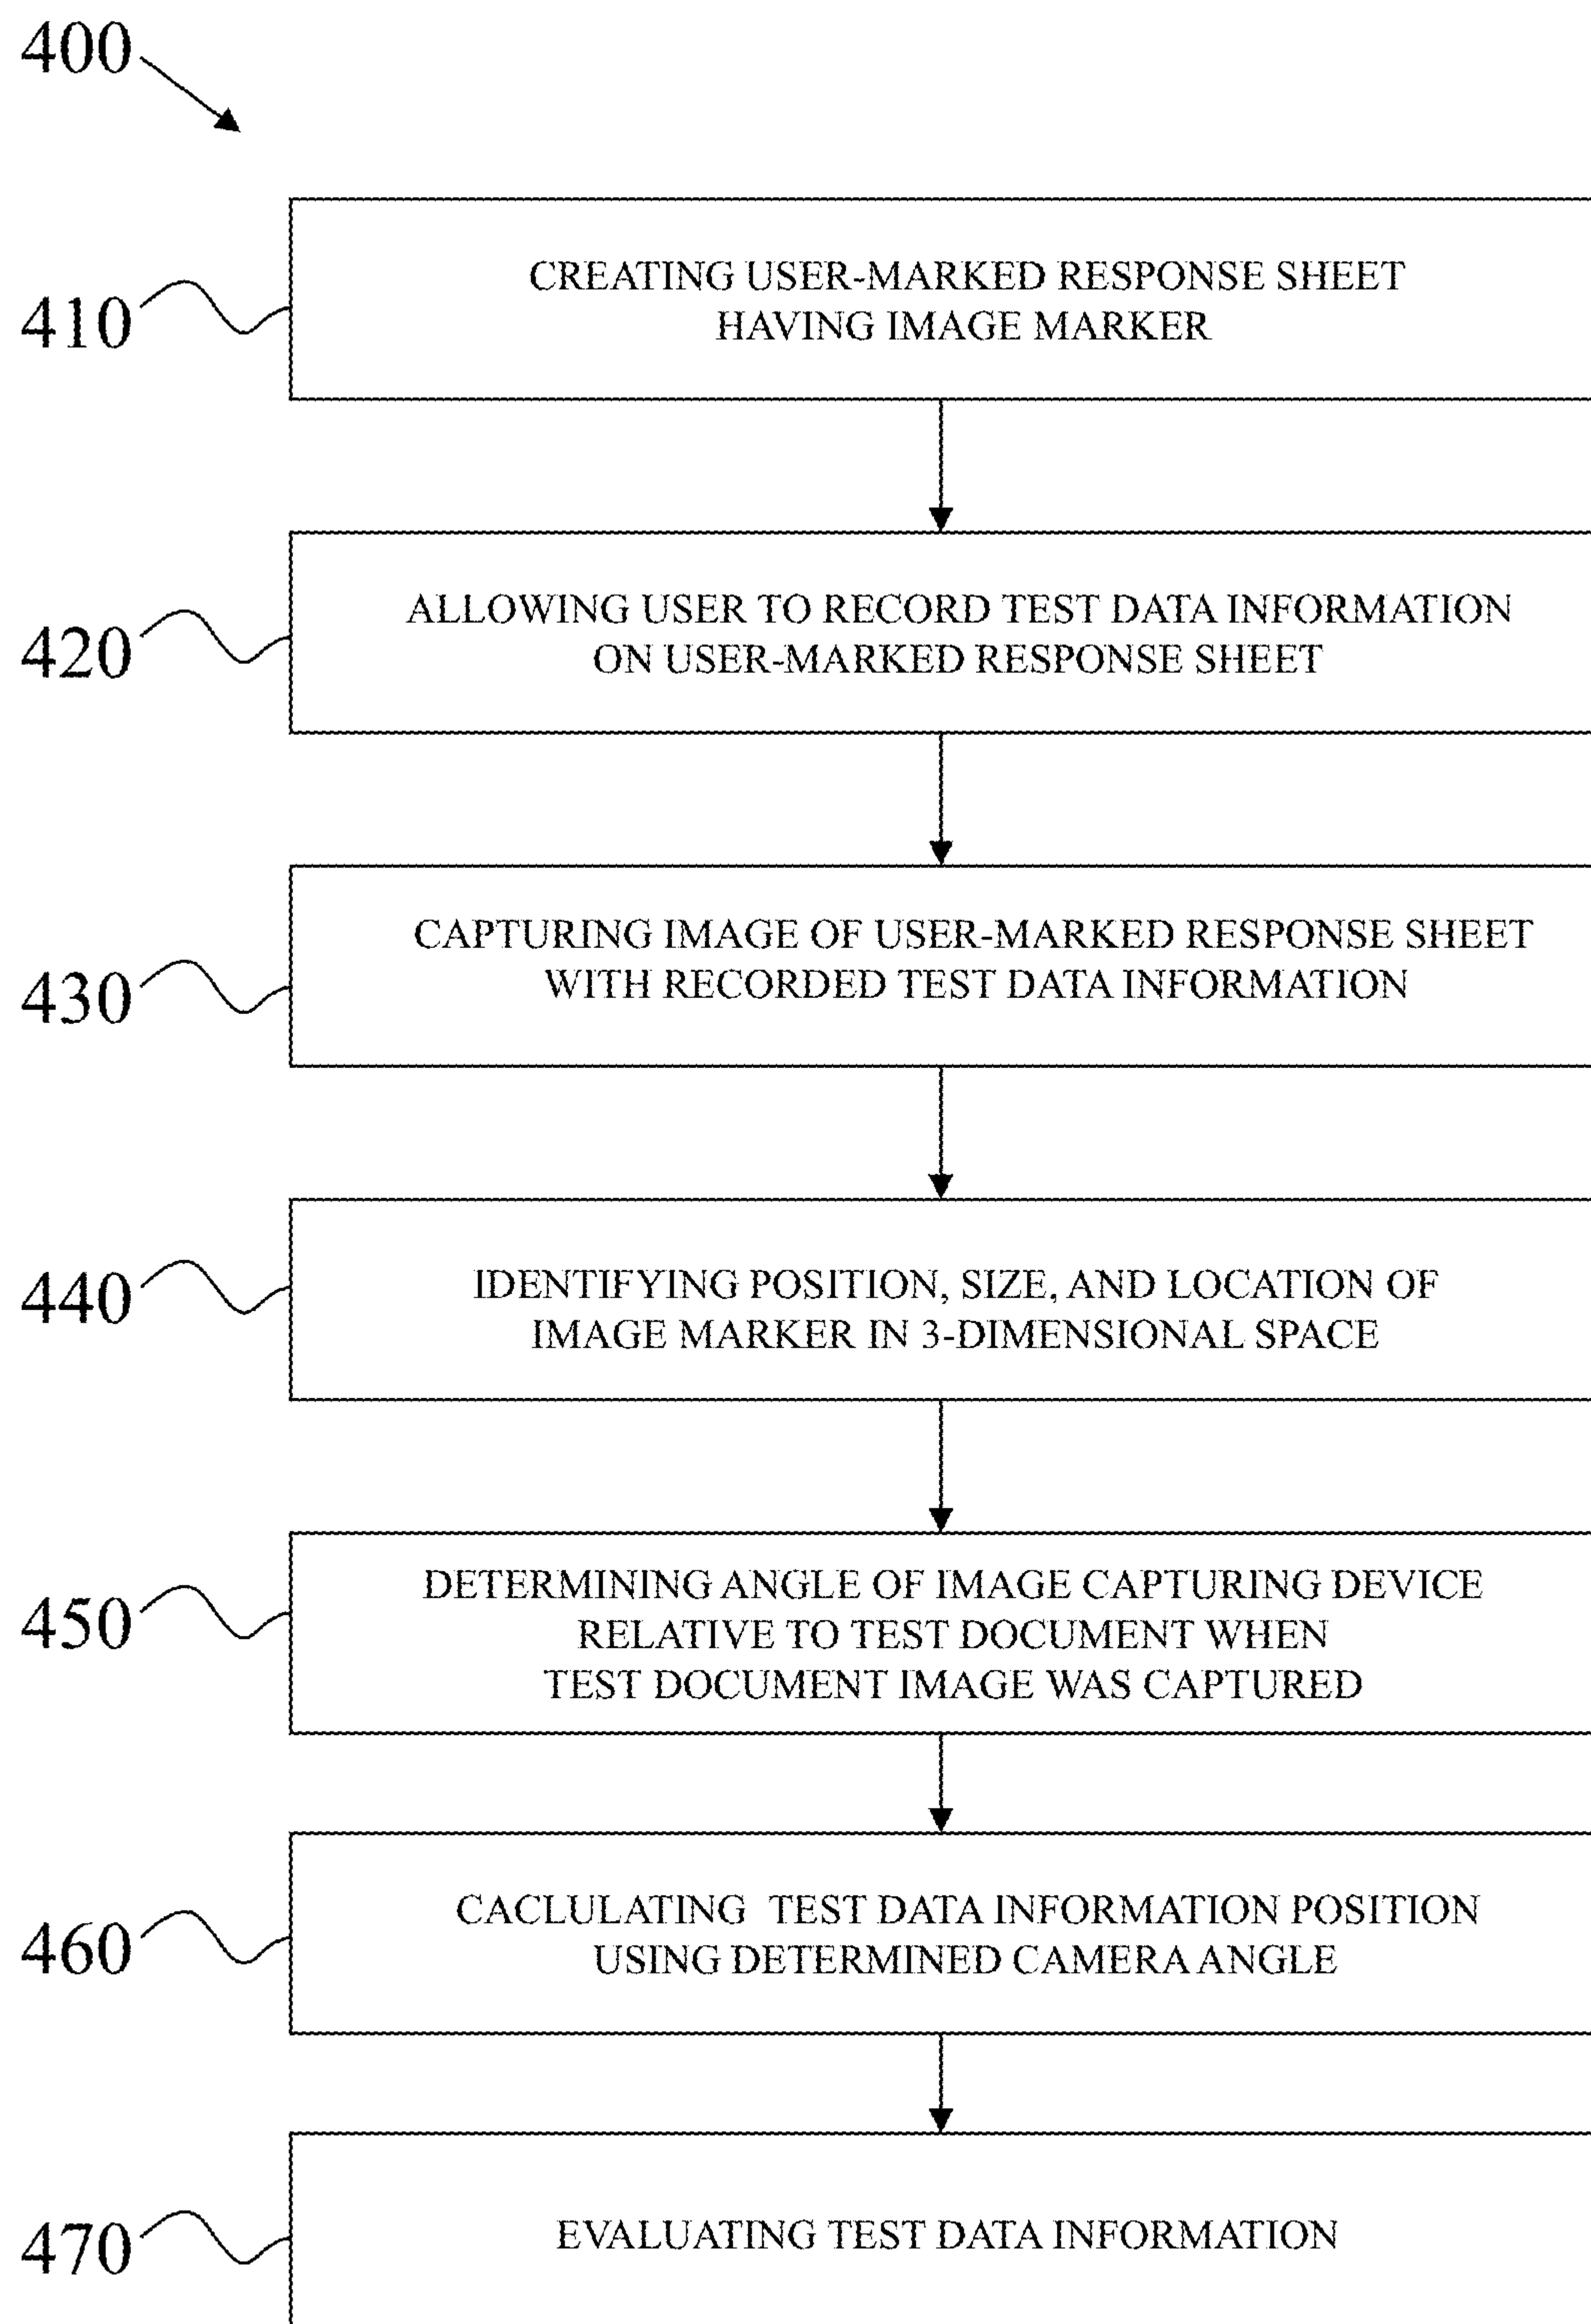 400
410
CREATING USER-MARKED RESPONSE SHEET
HAVING IMAGE MARKER
420
ALLOWING USER TO RECORD TEST DATA INFORMATION
ON USER-MARKED RESPONSE SHEET
430
CAPTURING IMAGE OF USER-MARKED RESPONSE SHEET
WITH RECORDED TEST DATA INFORMATION
440
IDENTIFYING POSITION, SIZE, AND LOCATION OF
IMAGE MARKER IN 3-DIMENSIONAL SPACE
450
DETERMINING ANGLE OF IMAGE CAPTURING DEVICE
RELATIVE TO TEST DOCUMENT WHEN
TEST DOCUMENT IMAGE WAS CAPTURED
460
CACLULATING TEST DATA INFORMATION POSITION
USING DETERMINED CAMERA ANGLE
470
EVALUATING TEST DATA INFORMATION